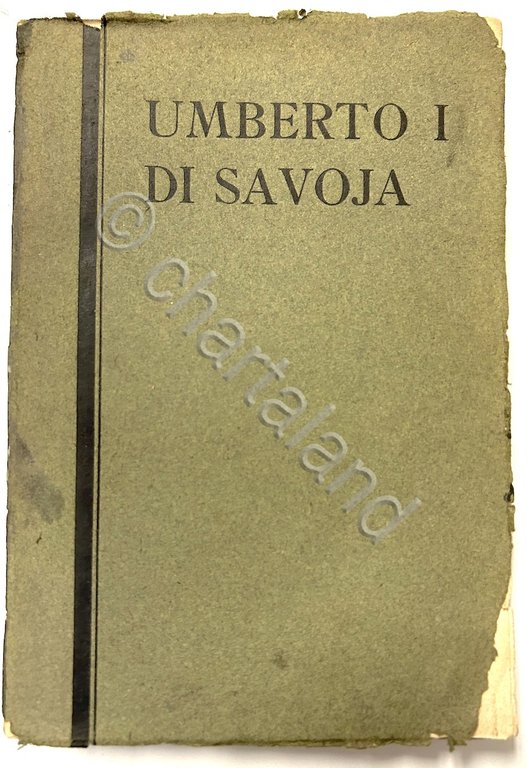 UMBERTO I
DI SAVOJA
© chartaland